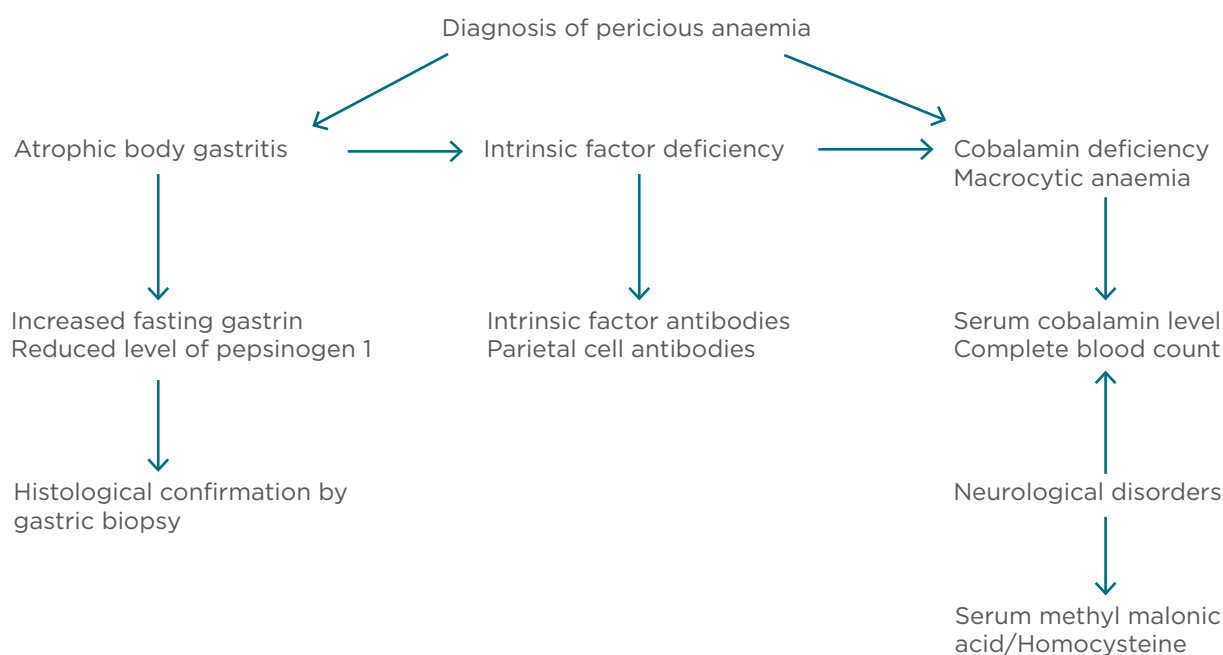 Diagnosis of pericious anaemia
Atrophic body gastritis
Intrinsic factor deficiency
Cobalamin deficiency
Macrocytic anaemia
Increased fasting gastrin
Reduced level of pepsinogen 1
Intrinsic factor antibodies
Parietal cell antibodies
Serum cobalamin level
Complete blood count
Histological confirmation by
gastric biopsy
Neurological disorders
Serum methyl malonic
acid/Homocysteine